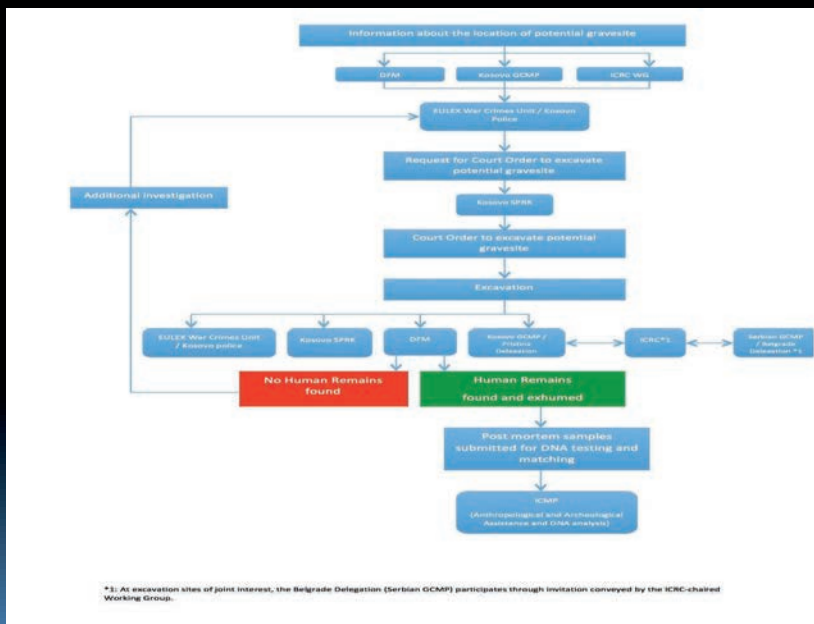 Information about the location of potential gravesite
DFM
Kosovo GCMP
ICRC WG
EULEX War Crimes Unit / Kosovo
Police
Request for Court Order to excavate
potential gravesite
Additional investigation
Kosovo SPRK
Court Order to excavate potential
gravesite
Excavation
EULEX War Crimes Unit
/ Kosovo police
Kosovo SPRK
DFM
Kosovo GCMP /
Pristina
Delegation
ICRC*1
Serbian GCMP
/ Belgrade
Delegation *1
No Human Remains
found
Human Remains
found and exhumed
Post mortem samples
submitted for DNA testing and
matching
ICMP
(Anthropological and Archeological
Assistance and DNA analysis)
*1: At excavation sites of joint interest, the Belgrade Delegation (Serbian GCMP) participates through invitation conveyed by the ICRC-chaired
Working Group.